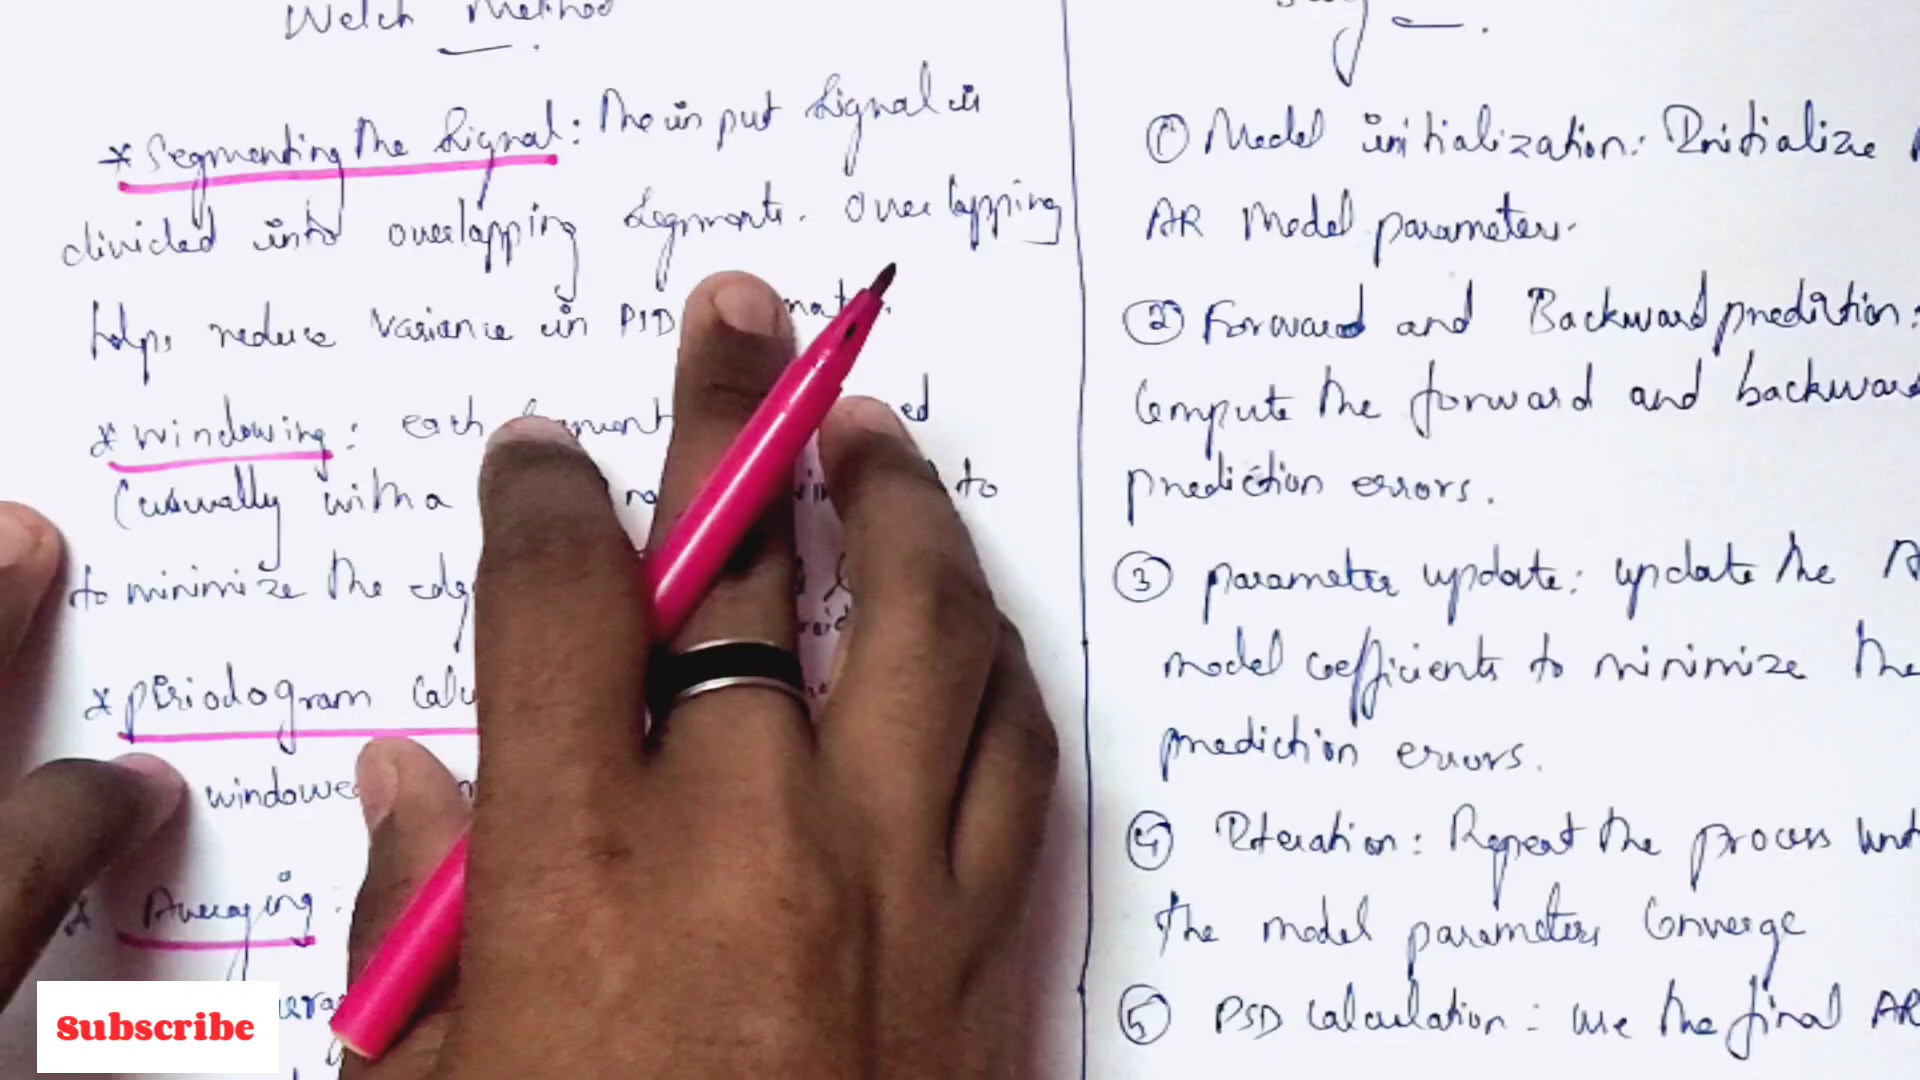 Welch Method
* Segmenting the Signal: The input Signal is
divided into overlapping segments. Overlapping
helps reduce variance in PSD
* windowing: each
(usually with a to
to minimize the edge
* Periodogram
windowed
* Averaging:
① Model initialization: Initialize
AR Model parameters.
② Forward and Backward prediction:
Compute the forward and backward
prediction errors.
③ parameter update: update the
model coefficients to minimize the
prediction errors.
④ Iteration: Repeat the process
the model parameters Converge
⑤ PSD Calculation: use the final AR
Subscribe